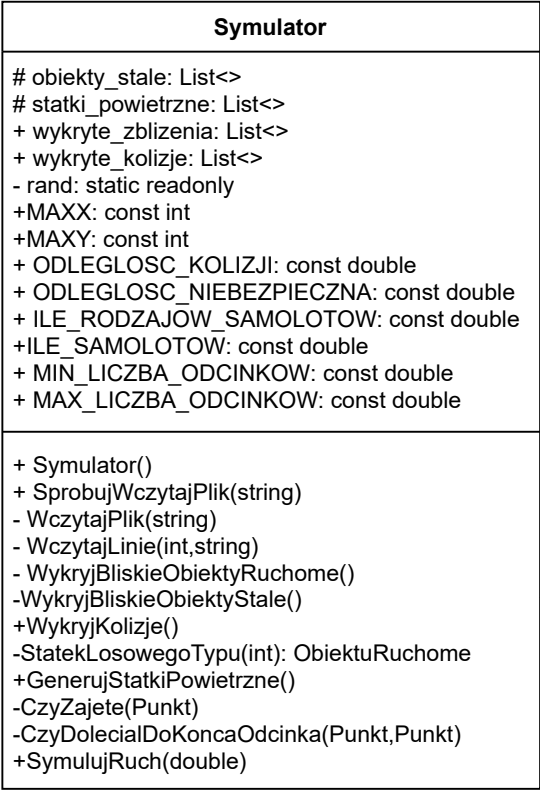 Symulator
# obiekty_stale: List<>
# statki_powietrzne: List<>
+ wykryte_zblizenia: List<>
+ wykryte_kolizje: List<>
- rand: static readonly
+MAXX: const int
+MAXY: const int
+ ODLEGLOSC_KOLIZJI: const double
+ ODLEGLOSC_NIEBEZPIECZNA: const double
+ ILE_RODZAJOW_SAMOLOTOW: const double
+ILE_SAMOLOTOW: const double
+ MIN_LICZBA_ODCINKOW: const double
+ MAX_LICZBA_ODCINKOW: const double
+ Symulator()
+ SprobujWczytajPlik(string)
- WczytajPlik(string)
- WczytajLinie(int,string)
- WykryjBliskieObiektyRuchome()
-WykryjBliskieObiektyStale()
+WykryjKolizje()
-StatekLosowegoTypu(int): ObiektuRuchome
+GenerujStatkiPowietrzne()
-CzyZajete(Punkt)
-CzyDolecialDoKoncaOdcinka(Punkt,Punkt)
+SymulujRuch(double)